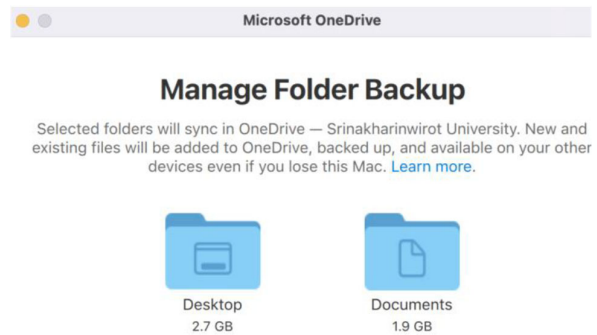 Microsoft OneDrive
Manage Folder Backup
Selected folders will sync in OneDrive — Srinakharinwirot University. New and
existing files will be added to OneDrive, backed up, and available on your other
devices even if you lose this Mac. Learn more.
Desktop
Documents
2.7 GB
1.9 GB